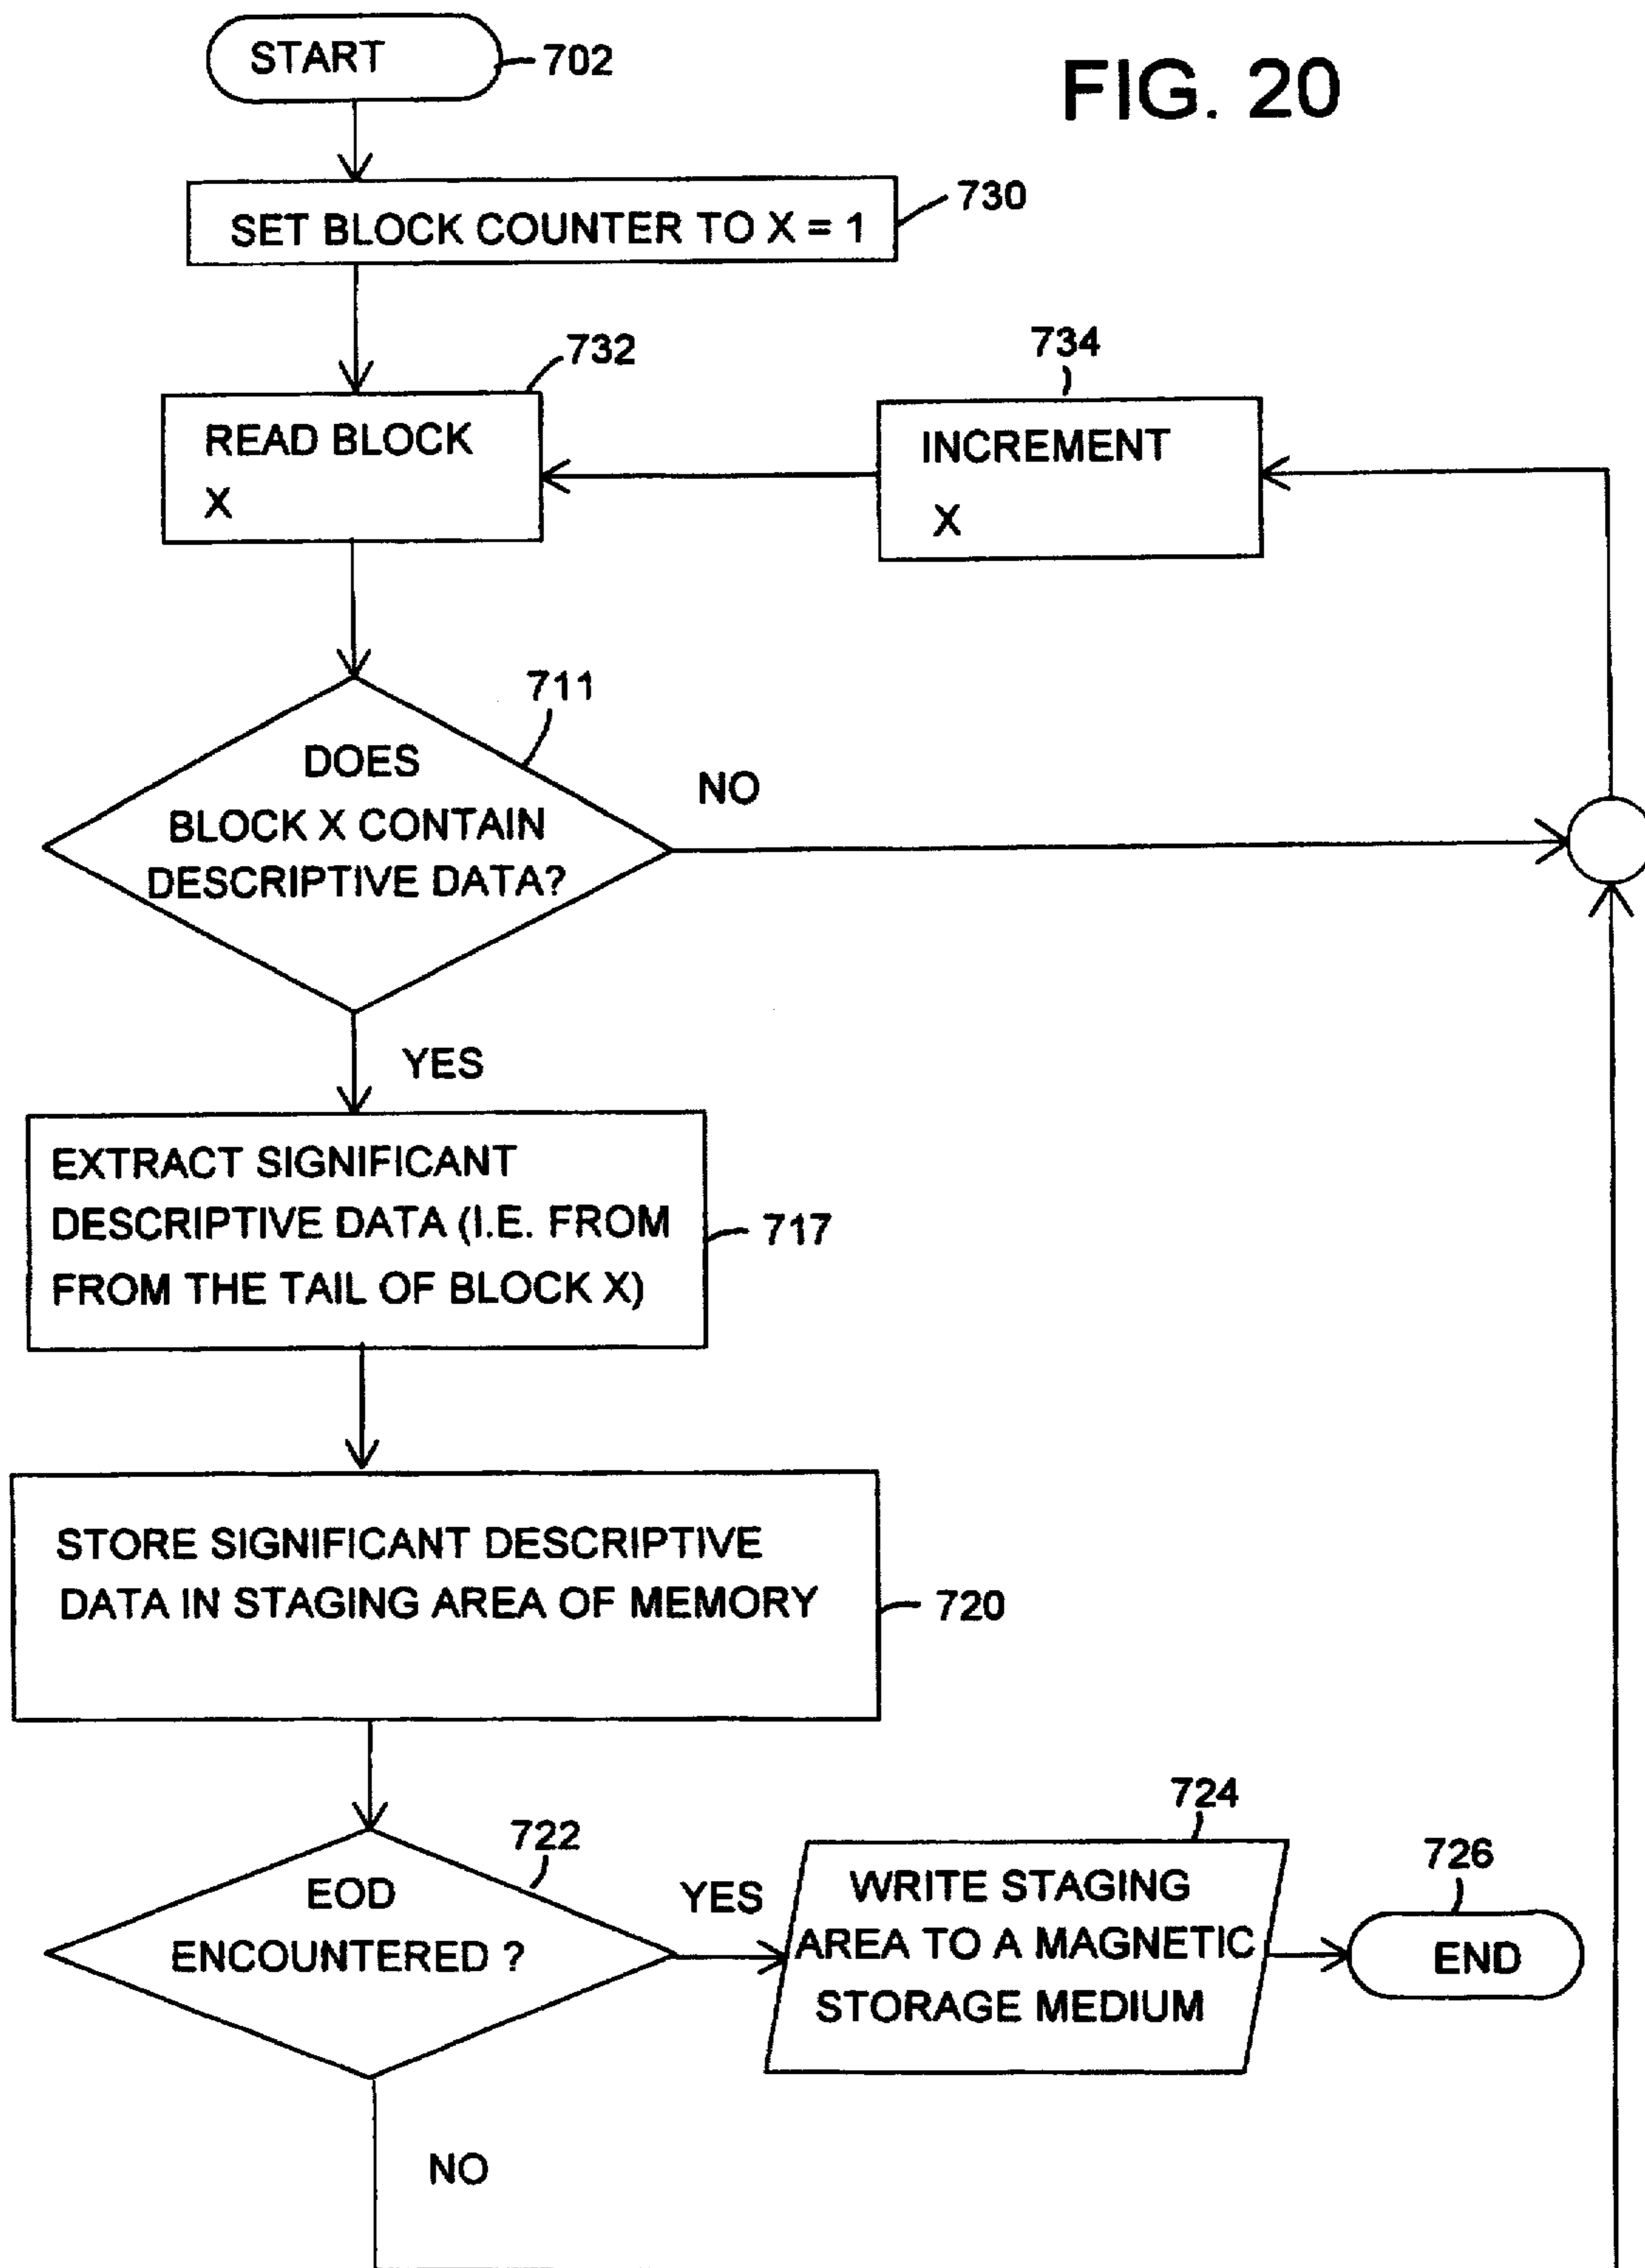 START
702
FIG. 20
SET BLOCK COUNTER TO X = 1
730
732
READ BLOCK
X
734
INCREMENT
X
711
DOES
BLOCK X CONTAIN
DESCRIPTIVE DATA?
NO
YES
EXTRACT SIGNIFICANT
DESCRIPTIVE DATA (I.E. FROM
FROM THE TAIL OF BLOCK X)
717
STORE SIGNIFICANT DESCRIPTIVE
DATA IN STAGING AREA OF MEMORY
720
722
EOD
ENCOUNTERED ?
YES
724
WRITE STAGING
AREA TO A MAGNETIC
STORAGE MEDIUM
726
END
NO